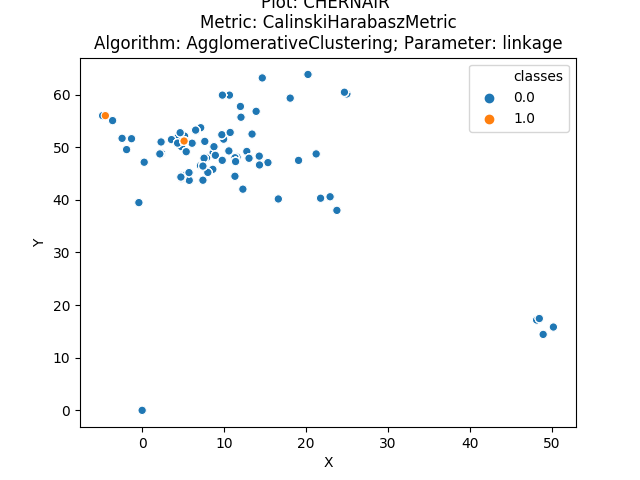 Plot: CHERNAIR
Metric: CalinskiHarabaszMetric
Algorithm: AgglomerativeClustering; Parameter: linkage
classes
0.0
1.0
60
50
40
30
20
10
0
Y
0 10 20 30 40 50
X